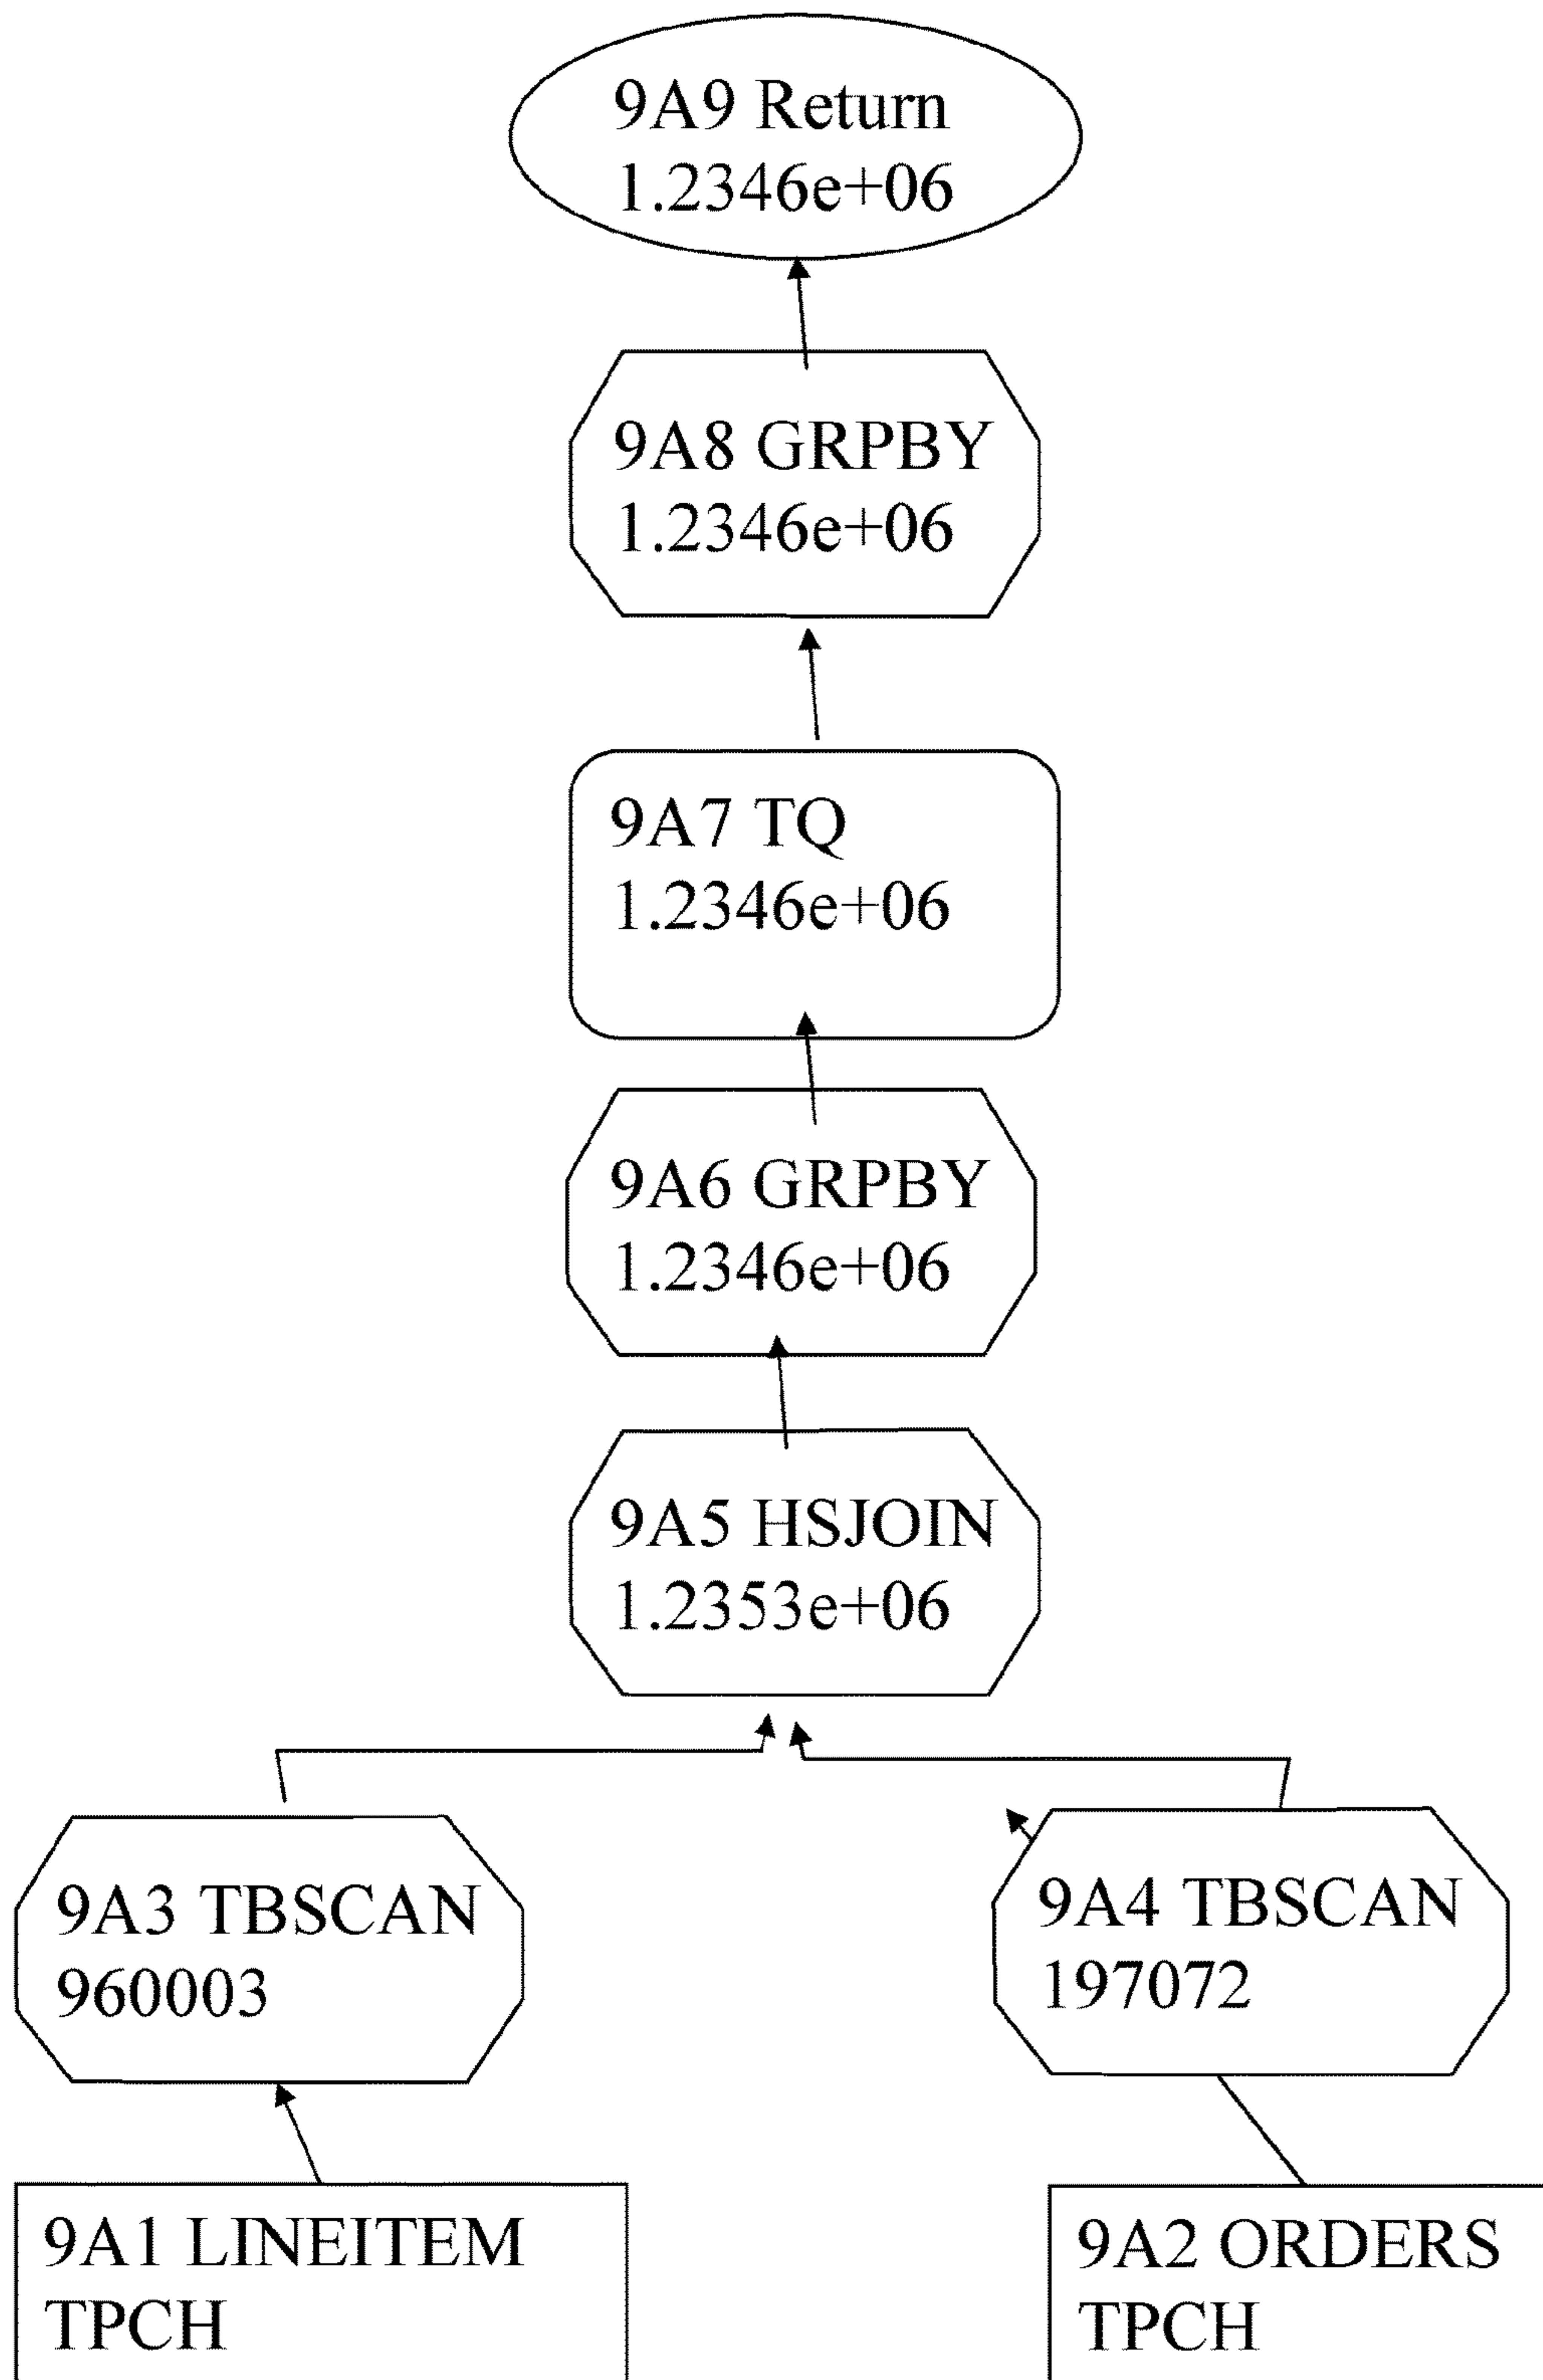 9A9 Return
1.2346e+06
9A8 GRPBY
1.2346e+06
9A7 TQ
1.2346e+06
9A6 GRPBY
1.2346e+06
9A5 HSJOIN
1.2353e+06
9A3 TBSCAN
960003
9A4 TBSCAN
197072
9A1 LINEITEM
TPCH
9A2 ORDERS
TPCH